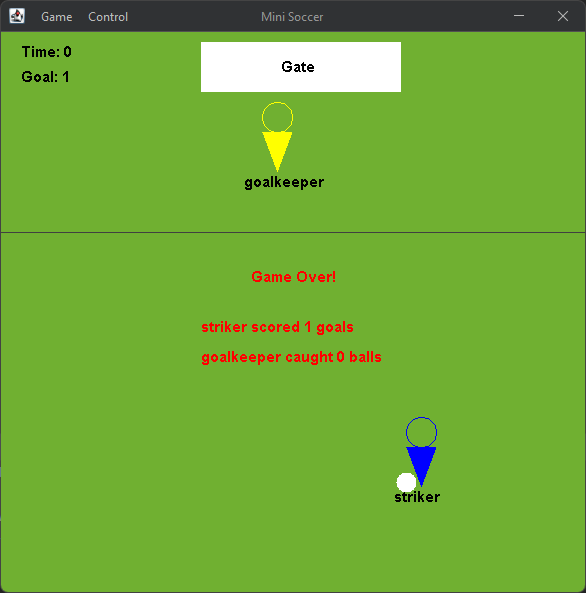 Game Control Mini Soccer
Time: 0
Goal: 1
Gate
goalkeeper
Game Over!
striker scored 1 goals
goalkeeper caught 0 balls
striker